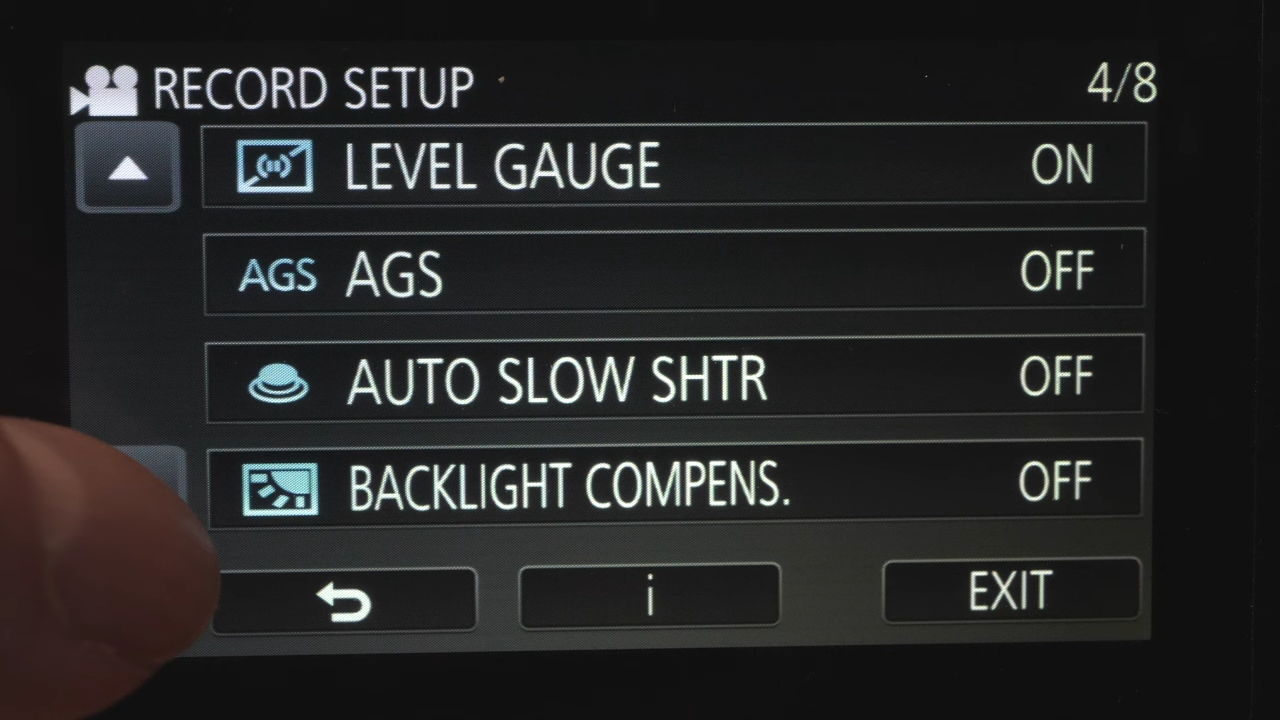 RECORD SETUP 4/8
LEVEL GAUGE ON
AGS AGS OFF
AUTO SLOW SHTR OFF
BACKLIGHT COMPENS. OFF
i EXIT